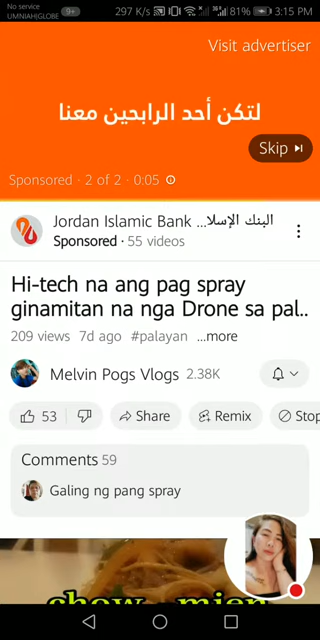 No service
UMNIAH|GLOBE
9+
297 K/s
81%
3:15 PM
Visit advertiser
لتكن أحد الرابحين معنا
Skip
Sponsored · 2 of 2 · 0:05
Jordan Islamic Bank ...البنك الإسلا
Sponsored · 55 videos
Hi-tech na ang pag spray
ginamitan na nga Drone sa pal..
209 views 7d ago #palayan ...more
Melvin Pogs Vlogs 2.38K
53
Share
Remix
Stop
Comments 59
Galing ng pang spray
chow mien